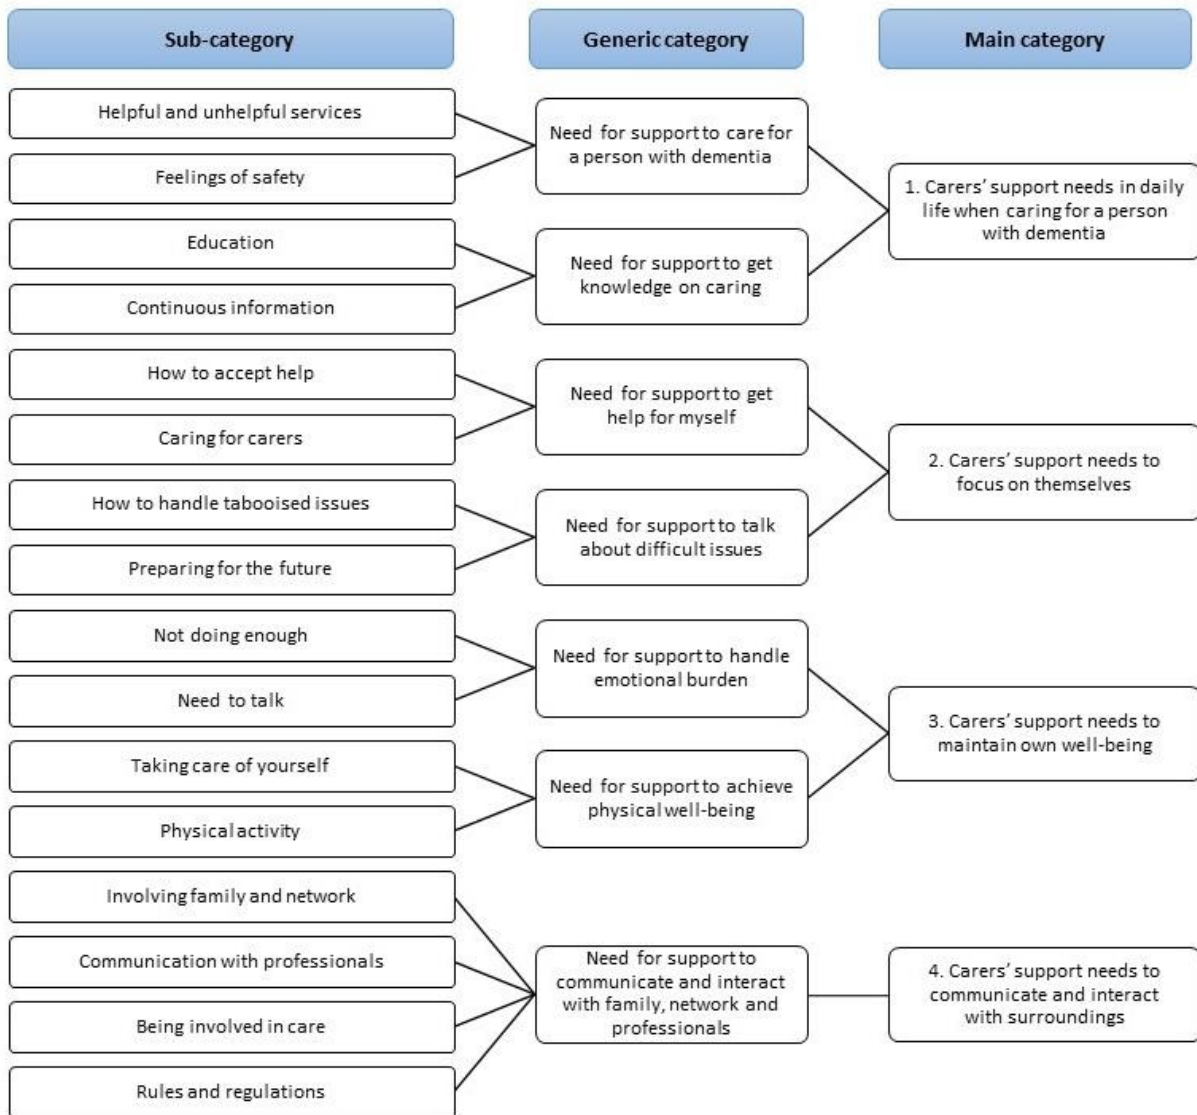 Sub-category
Generic category
Main category
Helpful and unhelpful services
Feelings of safety
Education
Continuous information
How to accept help
Caring for carers
How to handle tabooised issues
Preparing for the future
Not doing enough
Need to talk
Taking care of yourself
Physical activity
Involving family and network
Communication with professionals
Being involved in care
Rules and regulations
Need for support to care for
a person with dementia
Need for support to get
knowledge on caring
Need for support to get
help for myself
Need for support to talk
about difficult issues
Need for support to handle
emotional burden
Need for support to achieve
physical well-being
Need for support to
communicate and interact
with family, network and
professionals
1. Carers’ support needs in daily
life when caring for a person
with dementia
2. Carers’ support needs to
focus on themselves
3. Carers’ support needs to
maintain own well-being
4. Carers’ support needs to
communicate and interact
with surroundings